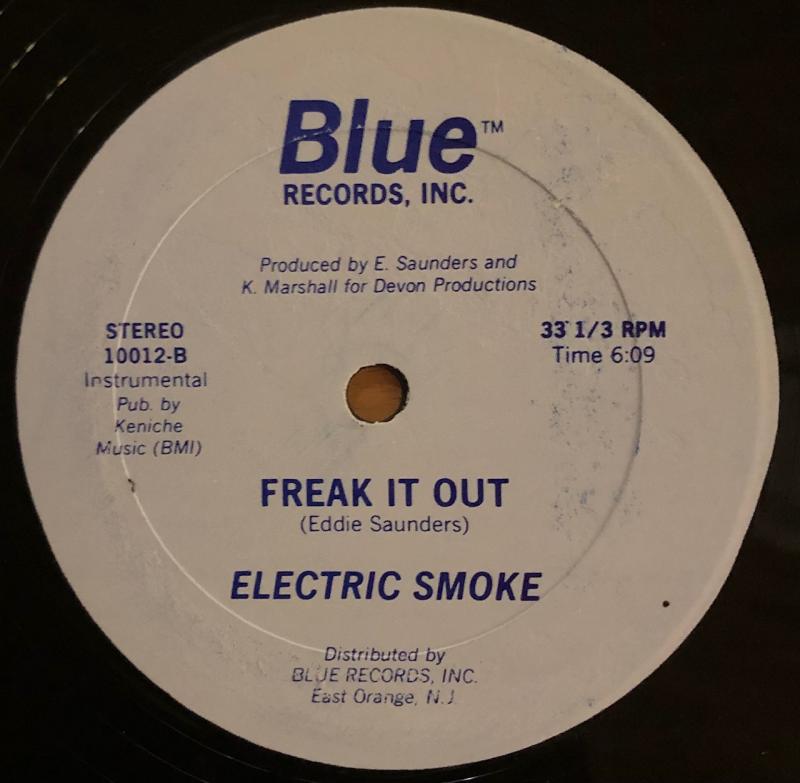 Blue™
RECORDS, INC.
Produced by E. Saunders and
K. Marshall for Devon Productions
STEREO
10012-B
Instrumental
Pub. by
Keniche
Music (BMI)
33 1/3 RPM
Time 6:09
FREAK IT OUT
(Eddie Saunders)
ELECTRIC SMOKE
Distributed by
BLUE RECORDS, INC.
East Orange, N.J.